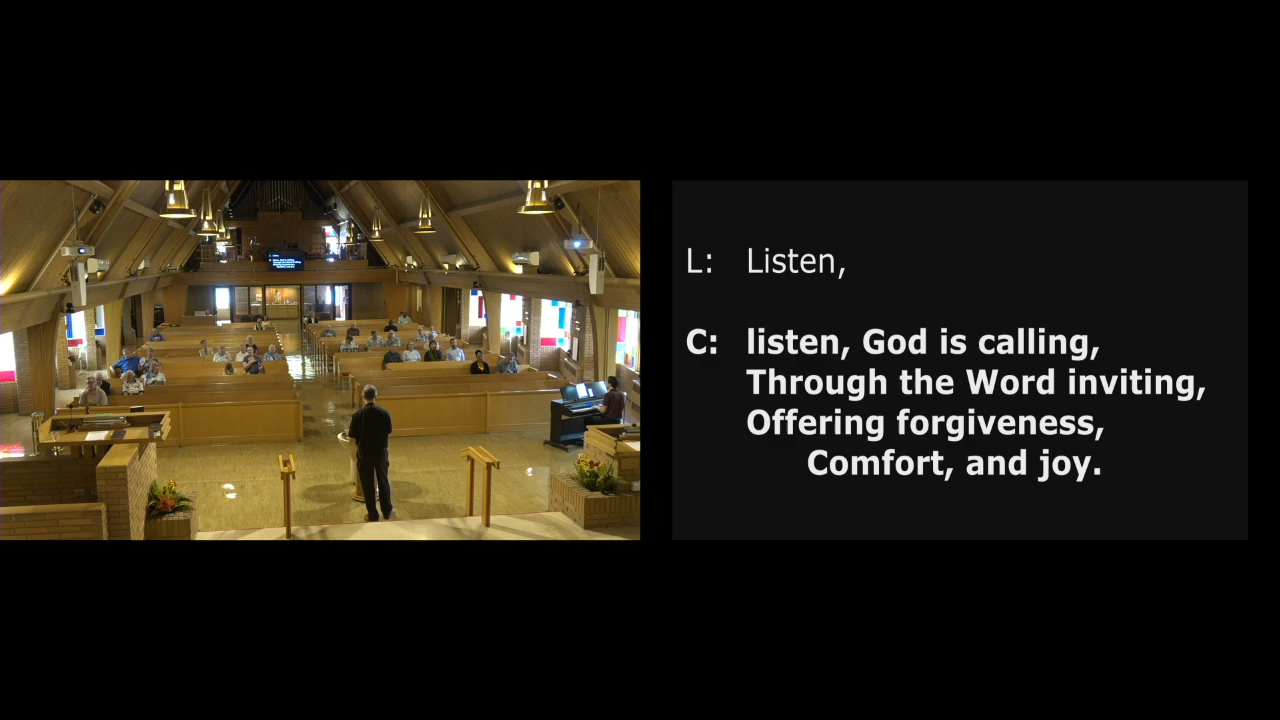 L: Listen,
C: listen, God is calling,
Through the Word inviting,
Offering forgiveness,
Comfort, and joy.